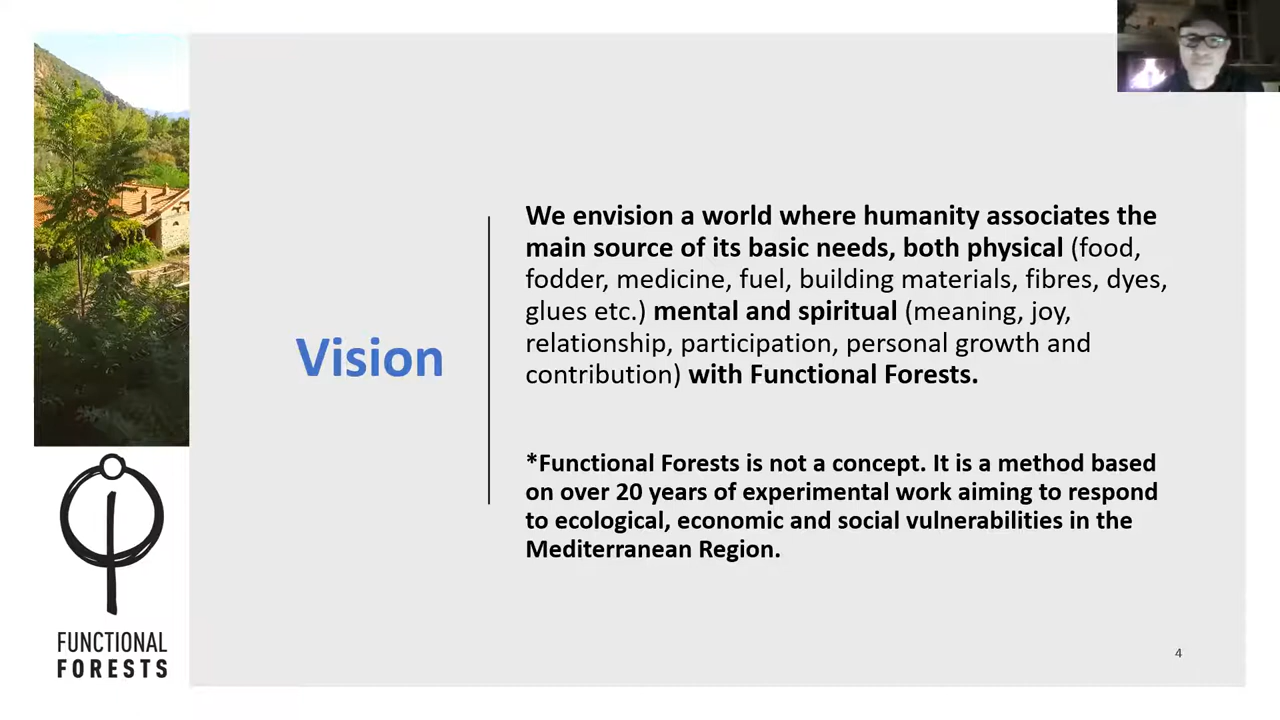 Vision
We envision a world where humanity associates the
main source of its basic needs, both physical (food,
fodder, medicine, fuel, building materials, fibres, dyes,
glues etc.) mental and spiritual (meaning, joy,
relationship, participation, personal growth and
contribution) with Functional Forests.
*Functional Forests is not a concept. It is a method based
on over 20 years of experimental work aiming to respond
to ecological, economic and social vulnerabilities in the
Mediterranean Region.
FUNCTIONAL
FORESTS
4